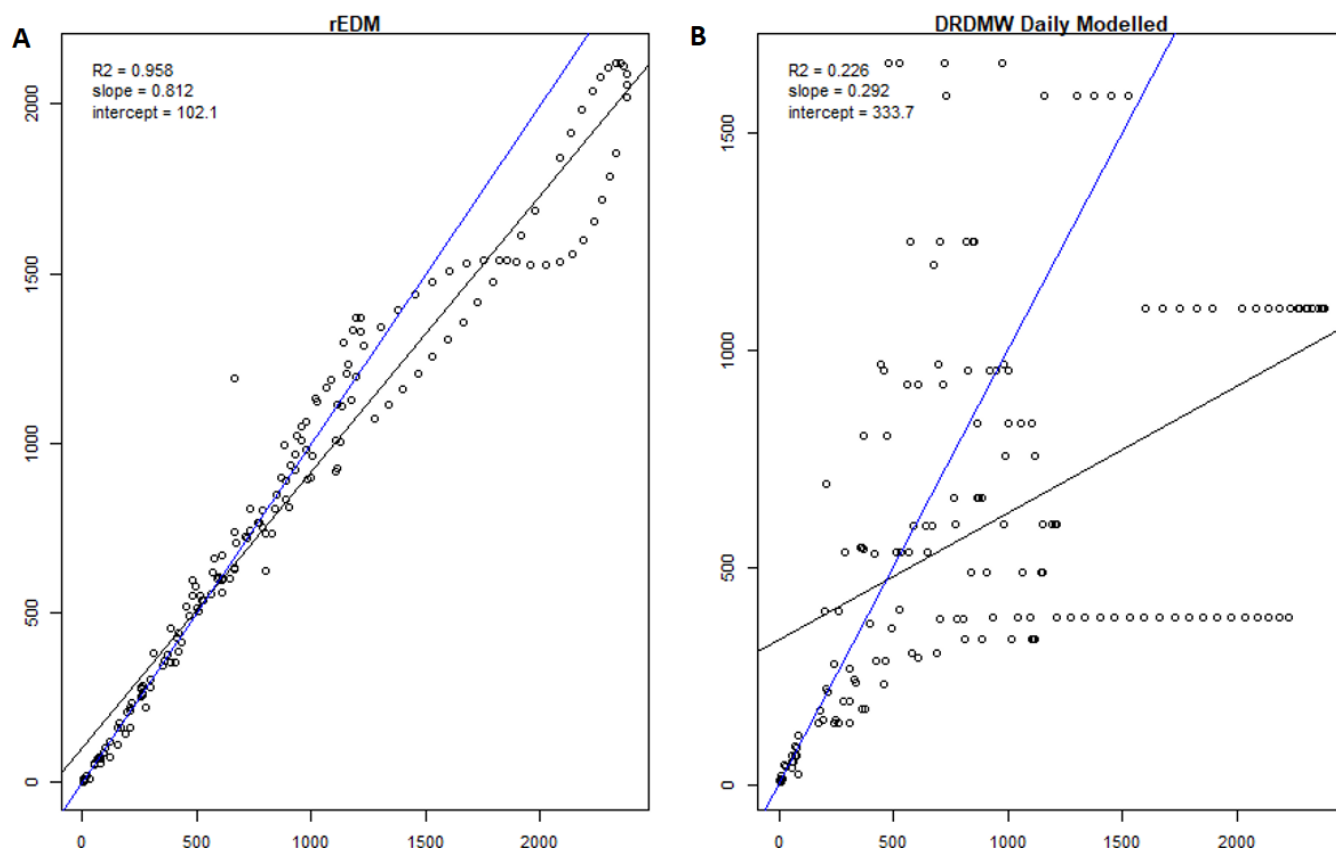 A
rEDM
R2 = 0.958
slope = 0.812
intercept = 102.1
2000
1500
1000
500
0
0 500 1000 1500 2000
B
DRDMW Daily Modelled
R2 = 0.226
slope = 0.292
intercept = 333.7
1500
1000
500
0
0 500 1000 1500 2000